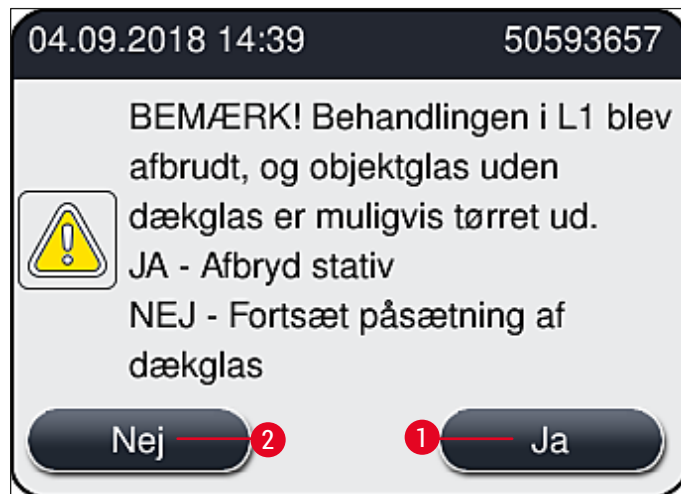 04.09.2018 14:39 50593657
BEMÆRK! Behandlingen i L1 blev
afbrudt, og objektglas uden
dækglas er muligvis tørret ud.
JA - Afbryd stativ
NEJ - Fortsæt påsætning af
dækglas
Nej 2 1 Ja